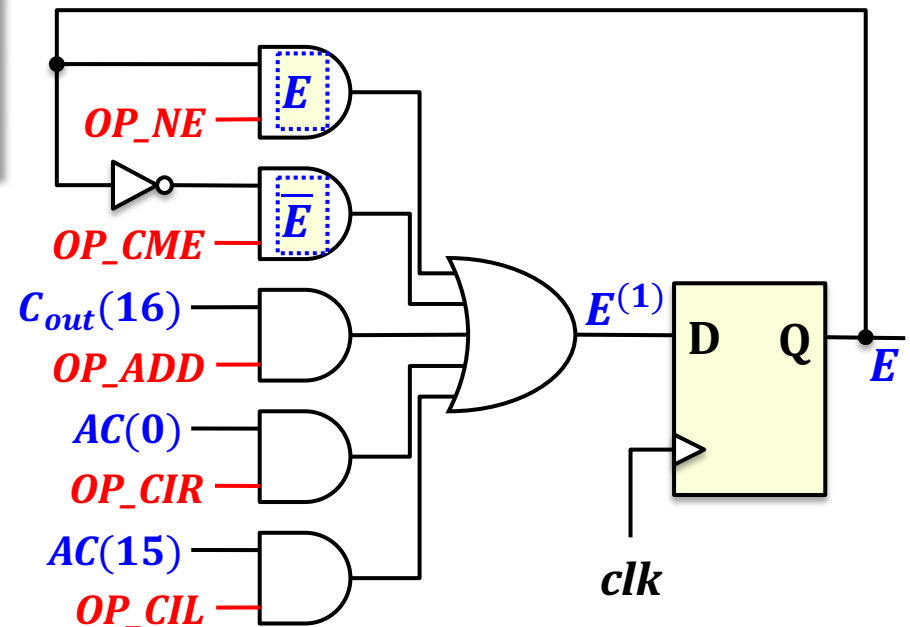 E
OP_NE
E̅
OP_CME
C_out(16)
OP_ADD
AC(0)
OP_CIR
AC(15)
OP_CIL
E⁽¹⁾
D Q
E
clk